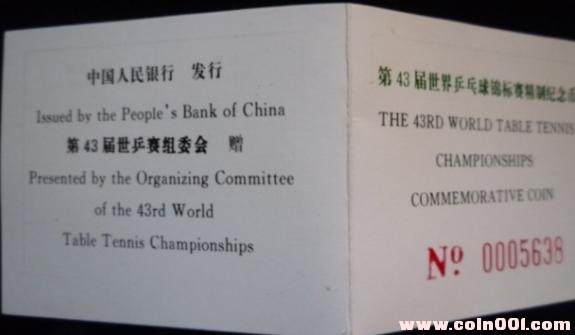 中国人民银行 发行
Issued by the People's Bank of China
第43届世乒赛组委会 赠
Presented by the Organizing Committee
of the 43rd World
Table Tennis Championships
第43届世界乒乓球锦标赛精制纪念币
THE 43RD WORLD TABLE TENNIS
CHAMPIONSHIPS
COMMEMORATIVE COIN
Nº 0005638
www.coin001.com